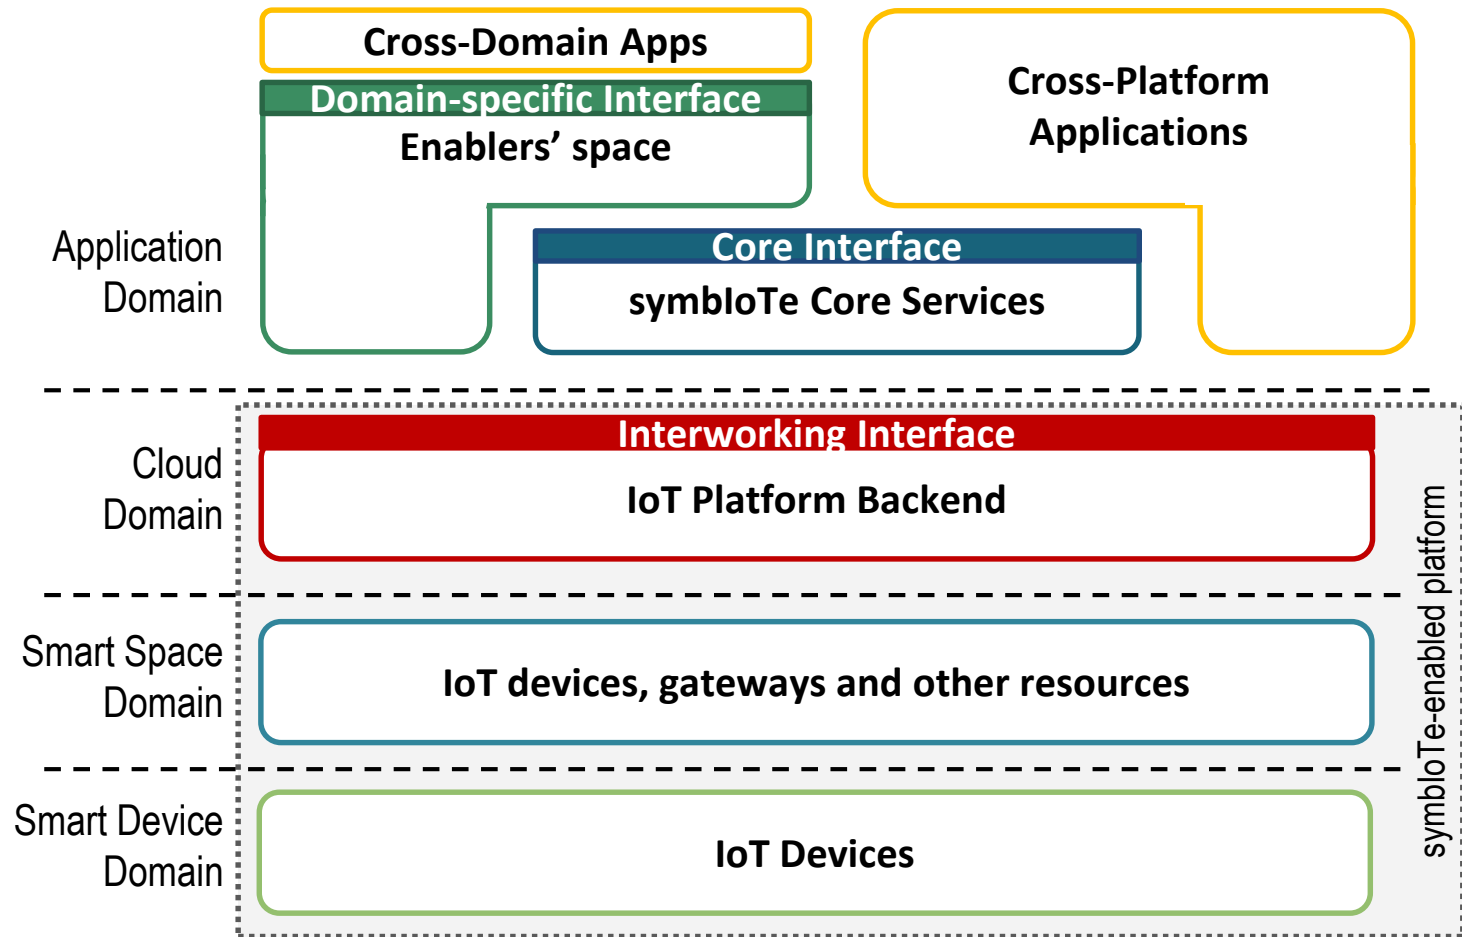 Cross-Domain Apps
Domain-specific Interface
Enablers’ space
Cross-Platform
Applications
Application
Domain
Core Interface
symbIoTe Core Services
Interworking Interface
Cloud
Domain
IoT Platform Backend
symbIoTe-enabled platform
Smart Space
Domain
IoT devices, gateways and other resources
Smart Device
Domain
IoT Devices